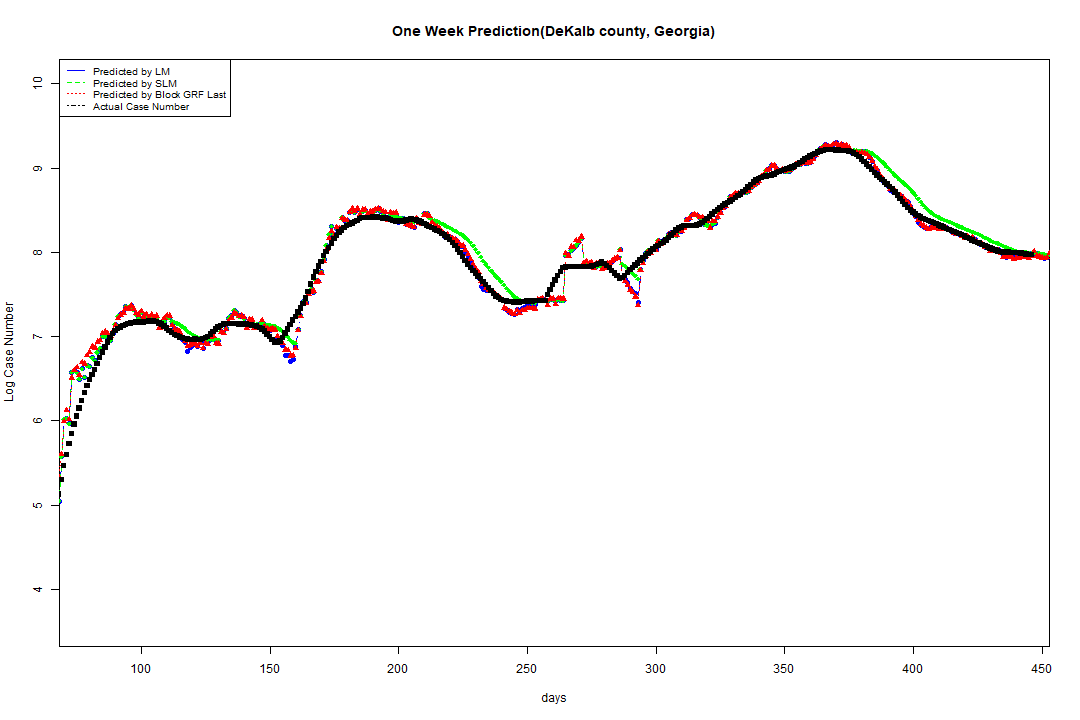 One Week Prediction(DeKalb county, Georgia)
Predicted by LM
Predicted by SLM
Predicted by Block GRF Last
Actual Case Number
10
9
8
7
6
5
4
Log Case Number
100 150 200 250 300 350 400 450
days